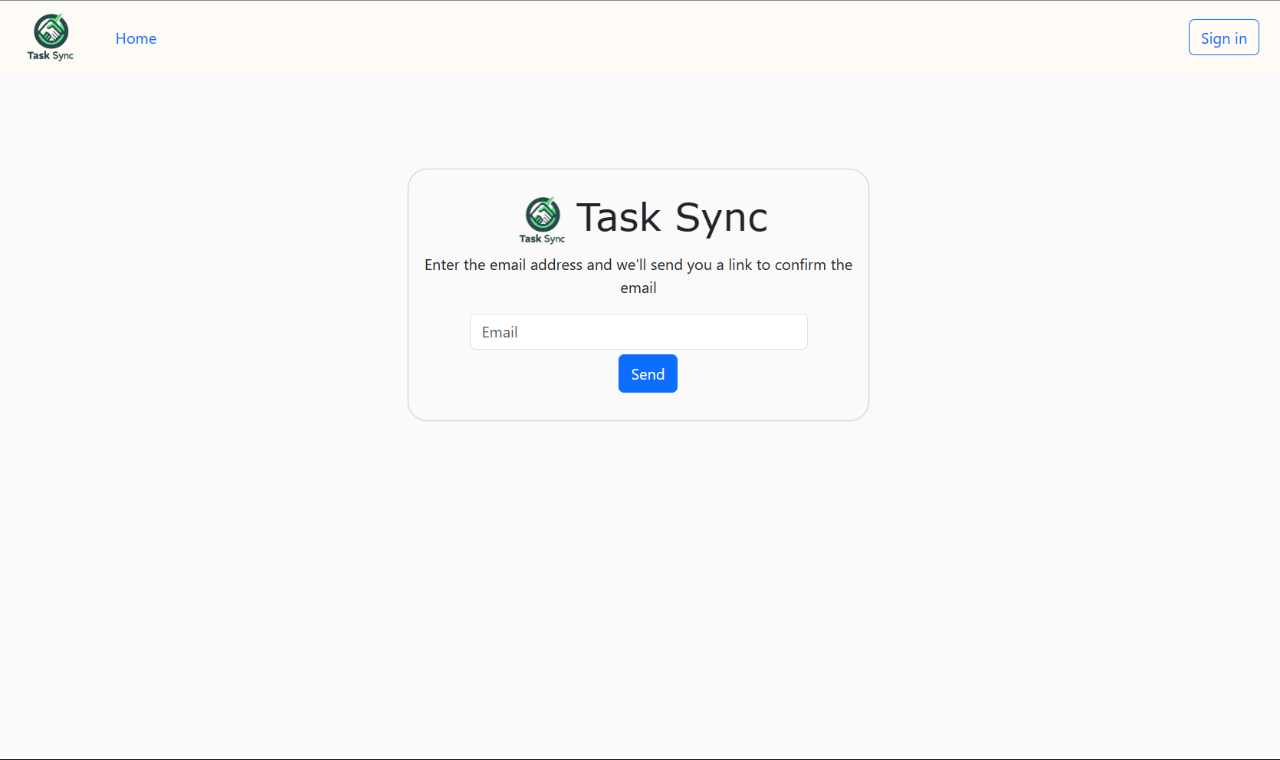 Task Sync
Home
Sign in
Task Sync
Task Sync
Enter the email address and we'll send you a link to confirm the
email
Email
Send